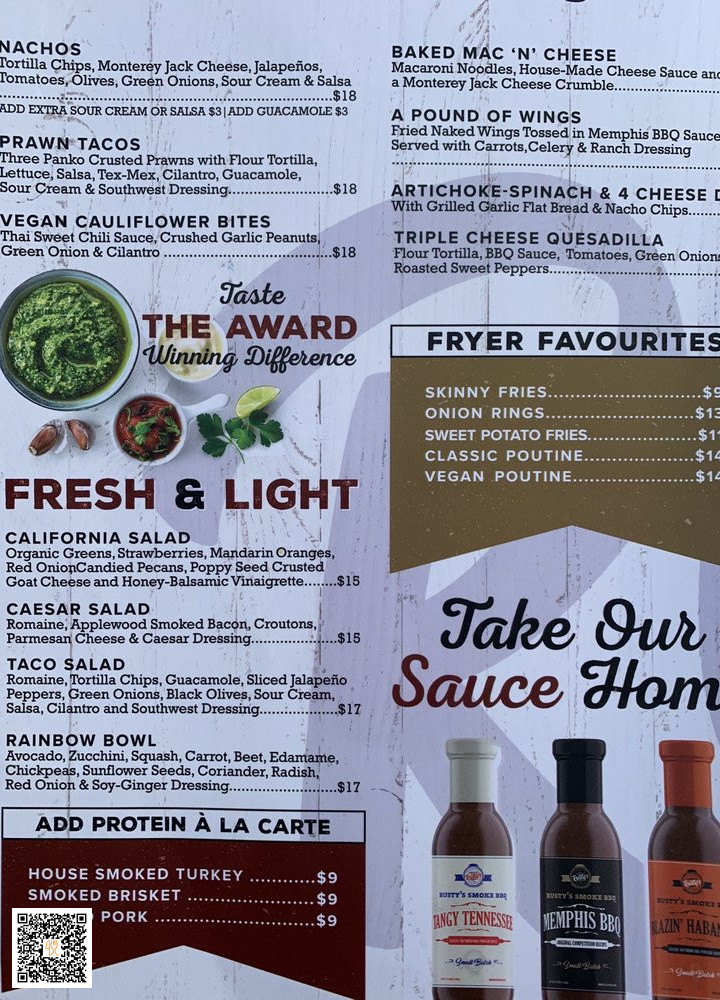 NACHOS
Tortilla Chips, Monterey Jack Cheese, Jalapeños,
Tomatoes, Olives, Green Onions, Sour Cream & Salsa
$18
ADD EXTRA SOUR CREAM OR SALSA $3 | ADD GUACAMOLE $3
PRAWN TACOS
Three Panko Crusted Prawns with Flour Tortilla,
Lettuce, Salsa, Tex-Mex, Cilantro, Guacamole,
Sour Cream & Southwest Dressing....$18
VEGAN CAULIFLOWER BITES
Thai Sweet Chili Sauce, Crushed Garlic Peanuts,
Green Onion & Cilantro ....$18
Taste
THE AWARD
Winning Difference
FRESH & LIGHT
CALIFORNIA SALAD
Organic Greens, Strawberries, Mandarin Oranges,
Red OnionCandied Pecans, Poppy Seed Crusted
Goat Cheese and Honey-Balsamic Vinaigrette....$15
CAESAR SALAD
Romaine, Applewood Smoked Bacon, Croutons,
Parmesan Cheese & Caesar Dressing....$15
TACO SALAD
Romaine, Tortilla Chips, Guacamole, Sliced Jalapeño
Peppers, Green Onions, Black Olives, Sour Cream,
Salsa, Cilantro and Southwest Dressing....$17
RAINBOW BOWL
Avocado, Zucchini, Squash, Carrot, Beet, Edamame,
Chickpeas, Sunflower Seeds, Coriander, Radish,
Red Onion & Soy-Ginger Dressing....$17
ADD PROTEIN À LA CARTE
HOUSE SMOKED TURKEY ....$9
SMOKED BRISKET ....$9
PORK ....$9
BAKED MAC ‘N’ CHEESE
Macaroni Noodles, House-Made Cheese Sauce and
a Monterey Jack Cheese Crumble....
A POUND OF WINGS
Fried Naked Wings Tossed in Memphis BBQ Sauce
Served with Carrots,Celery & Ranch Dressing
ARTICHOKE-SPINACH & 4 CHEESE D
With Grilled Garlic Flat Bread & Nacho Chips....
TRIPLE CHEESE QUESADILLA
Flour Tortilla, BBQ Sauce, Tomatoes, Green Onions
Roasted Sweet Peppers....
FRYER FAVOURITES
SKINNY FRIES....$9
ONION RINGS....$13
SWEET POTATO FRIES....$11
CLASSIC POUTINE....$14
VEGAN POUTINE....$14
Take Our
Sauce Hom
RUSTY'S SMOKE BBQ
TANGY TENNESSEE
Small Batch
RUSTY'S SMOKE BBQ
MEMPHIS BBQ
ORIGINAL COMPETITION RECIPE
Small Batch
RUSTY'S SMOKE B
BLAZIN' HABAN
Small Batch